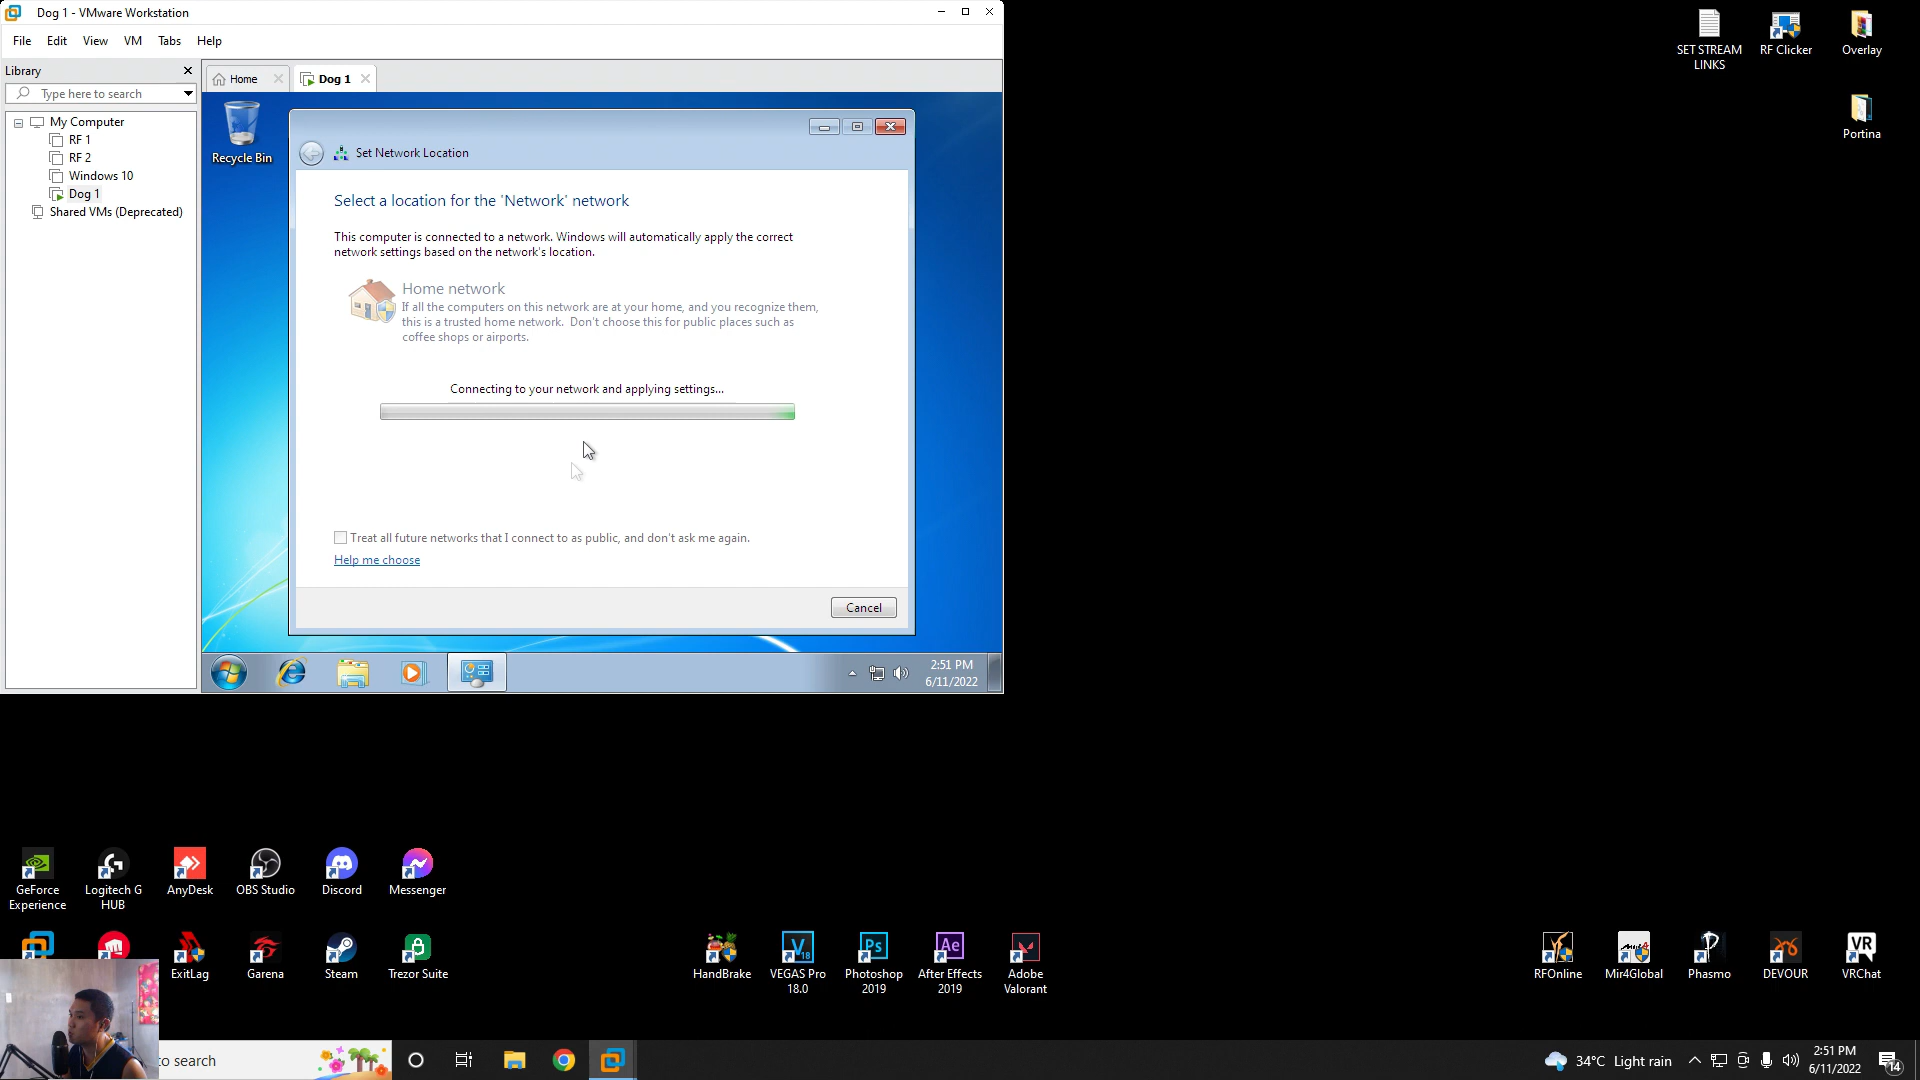 Dog 1 - VMware Workstation
File Edit View VM Tabs Help
Library
Type here to search
My Computer
RF 1
RF 2
Windows 10
Dog 1
Shared VMs (Deprecated)
Home
Dog 1
Recycle Bin
Set Network Location
Select a location for the 'Network' network
This computer is connected to a network. Windows will automatically apply the correct
network settings based on the network's location.
Home network
If all the computers on this network are at your home, and you recognize them,
this is a trusted home network. Don't choose this for public places such as
coffee shops or airports.
Connecting to your network and applying settings...
Treat all future networks that I connect to as public, and don't ask me again.
Help me choose
Cancel
2:51 PM
6/11/2022
SET STREAM
LINKS
RF Clicker
Overlay
Portina
GeForce
Experience
Logitech G
HUB
AnyDesk
OBS Studio
Discord
Messenger
ExitLag
Garena
Steam
Trezor Suite
HandBrake
VEGAS Pro
18.0
Photoshop
2019
After Effects
2019
Adobe
Valorant
RFOnline
Mir4Global
Phasmo
DEVOUR
VRChat
to search
34°C Light rain
2:51 PM
6/11/2022
14